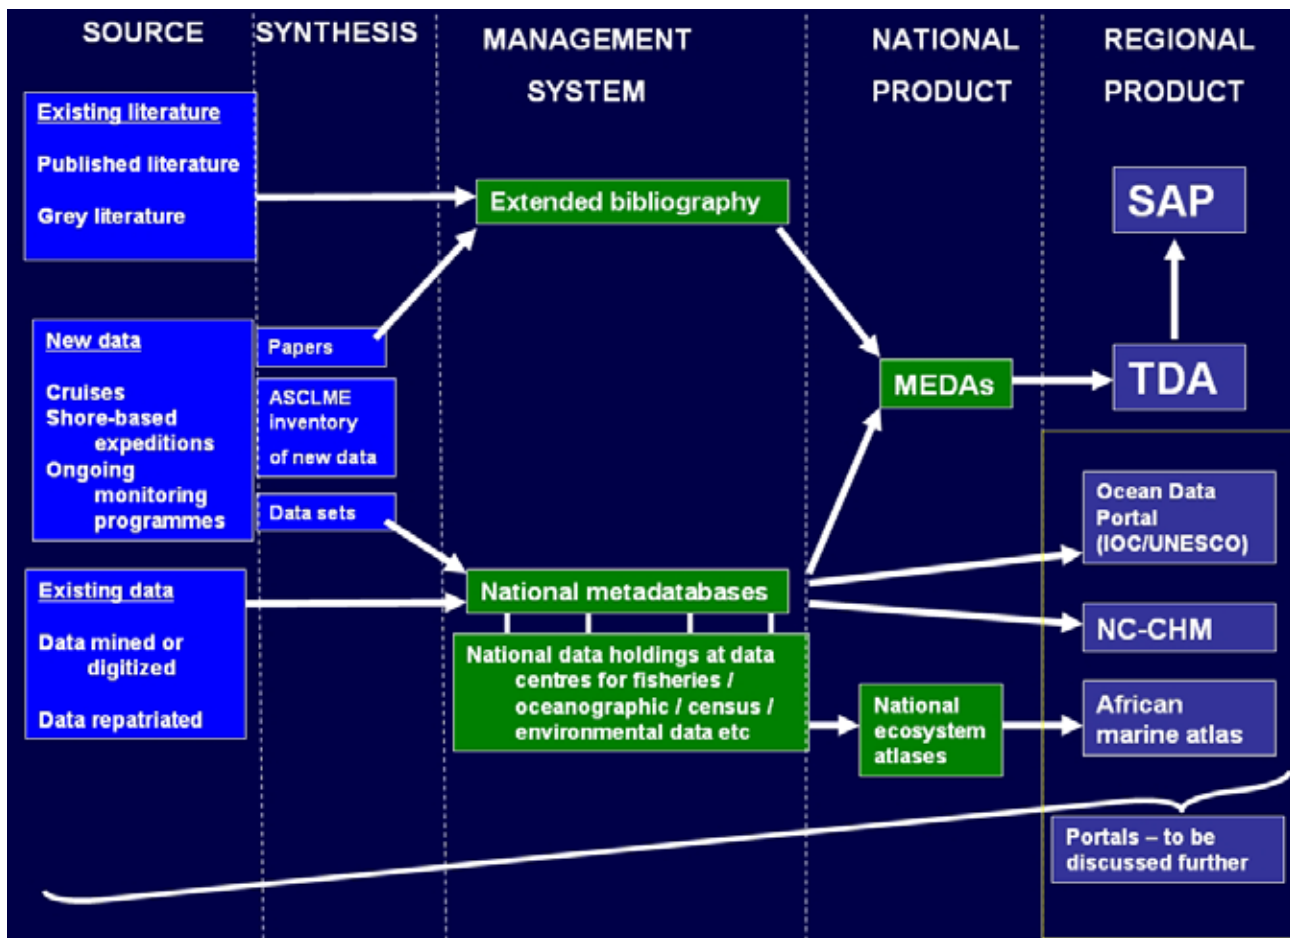 SOURCE
SYNTHESIS
MANAGEMENT
SYSTEM
NATIONAL
PRODUCT
REGIONAL
PRODUCT
Existing literature
Published literature
Grey literature
Extended bibliography
SAP
New data
Cruises
Shore-based
expeditions
Ongoing
monitoring
programmes
Papers
ASCLME
inventory
of new data
Data sets
MEDAs
TDA
Ocean Data
Portal
(IOC/UNESCO)
Existing data
Data mined or
digitized
Data repatriated
National metadatabases
National data holdings at data
centres for fisheries /
oceanographic / census /
environmental data etc
NC-CHM
National
ecosystem
atlases
African
marine atlas
Portals – to be
discussed further